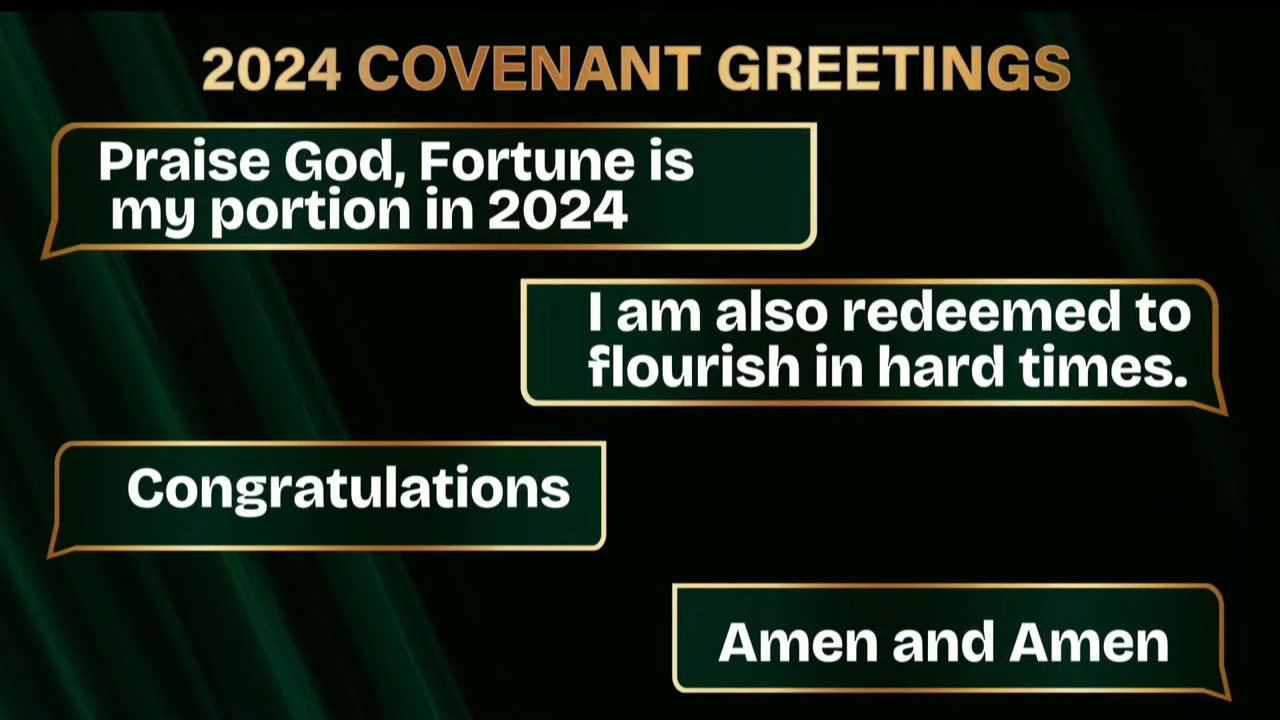 2024 COVENANT GREETINGS
Praise God, Fortune is
my portion in 2024
I am also redeemed to
flourish in hard times.
Congratulations
Amen and Amen